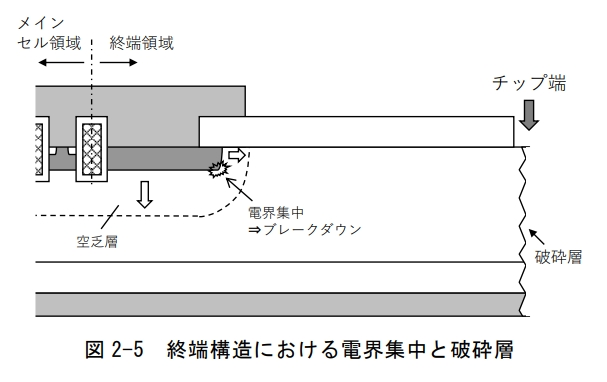 メイン
セル領域
終端領域
チップ端
電界集中
⇒ブレークダウン
空乏層
破砕層
図 2-5　終端構造における電界集中と破砕層